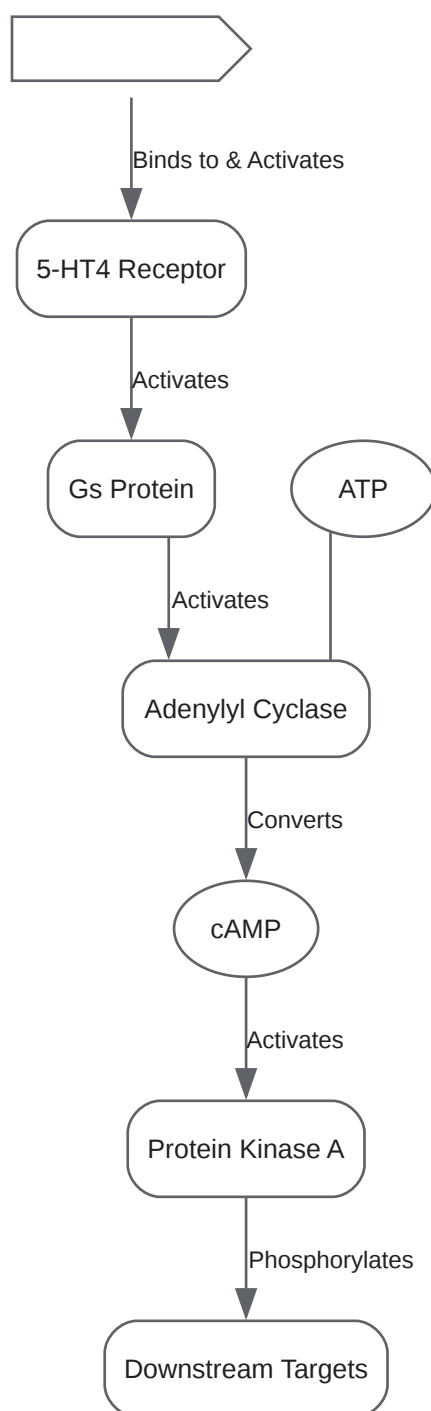 Binds to & Activates
5-HT4 Receptor
Activates
Gs Protein
ATP
Activates
Adenylyl Cyclase
Converts
cAMP
Activates
Protein Kinase A
Phosphorylates
Downstream Targets